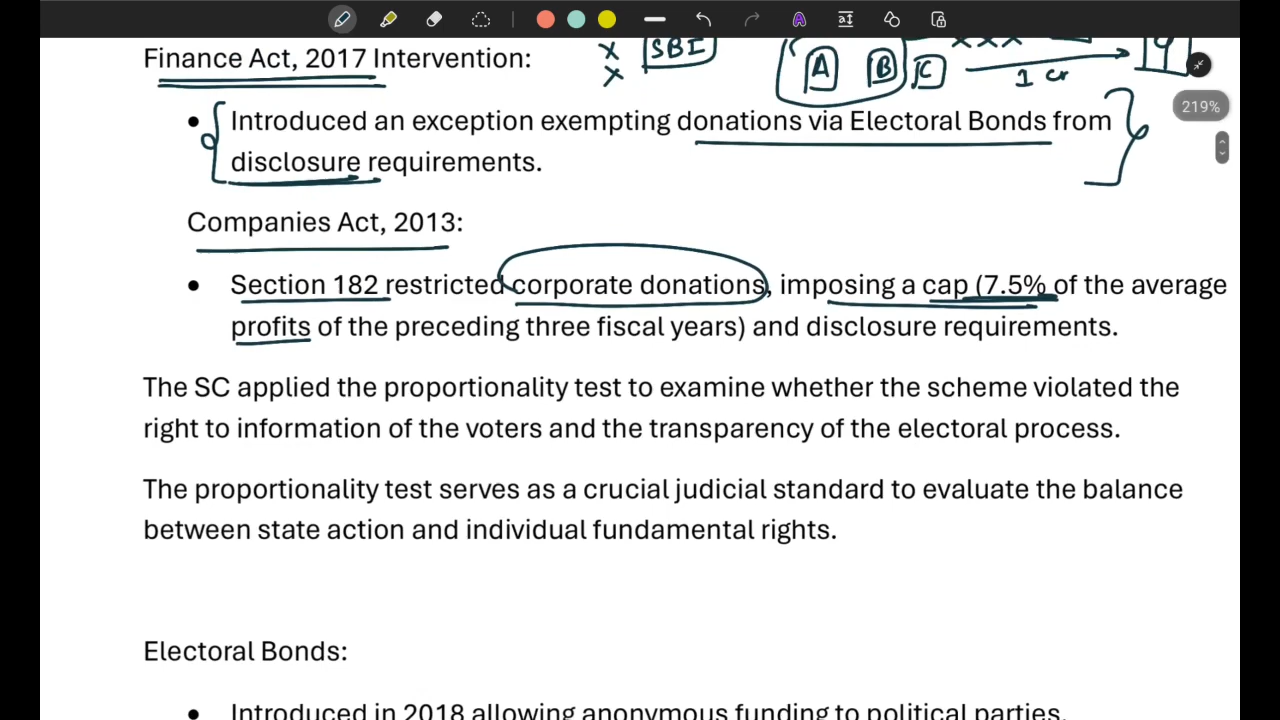 SBI
A B C
x x x
1 cr
x
x
Finance Act, 2017 Intervention:
219%
• Introduced an exception exempting donations via Electoral Bonds from
disclosure requirements.
Companies Act, 2013:
• Section 182 restricted corporate donations, imposing a cap (7.5% of the average
profits of the preceding three fiscal years) and disclosure requirements.
The SC applied the proportionality test to examine whether the scheme violated the
right to information of the voters and the transparency of the electoral process.
The proportionality test serves as a crucial judicial standard to evaluate the balance
between state action and individual fundamental rights.
Electoral Bonds:
• Introduced in 2018 allowing anonymous funding to political parties.